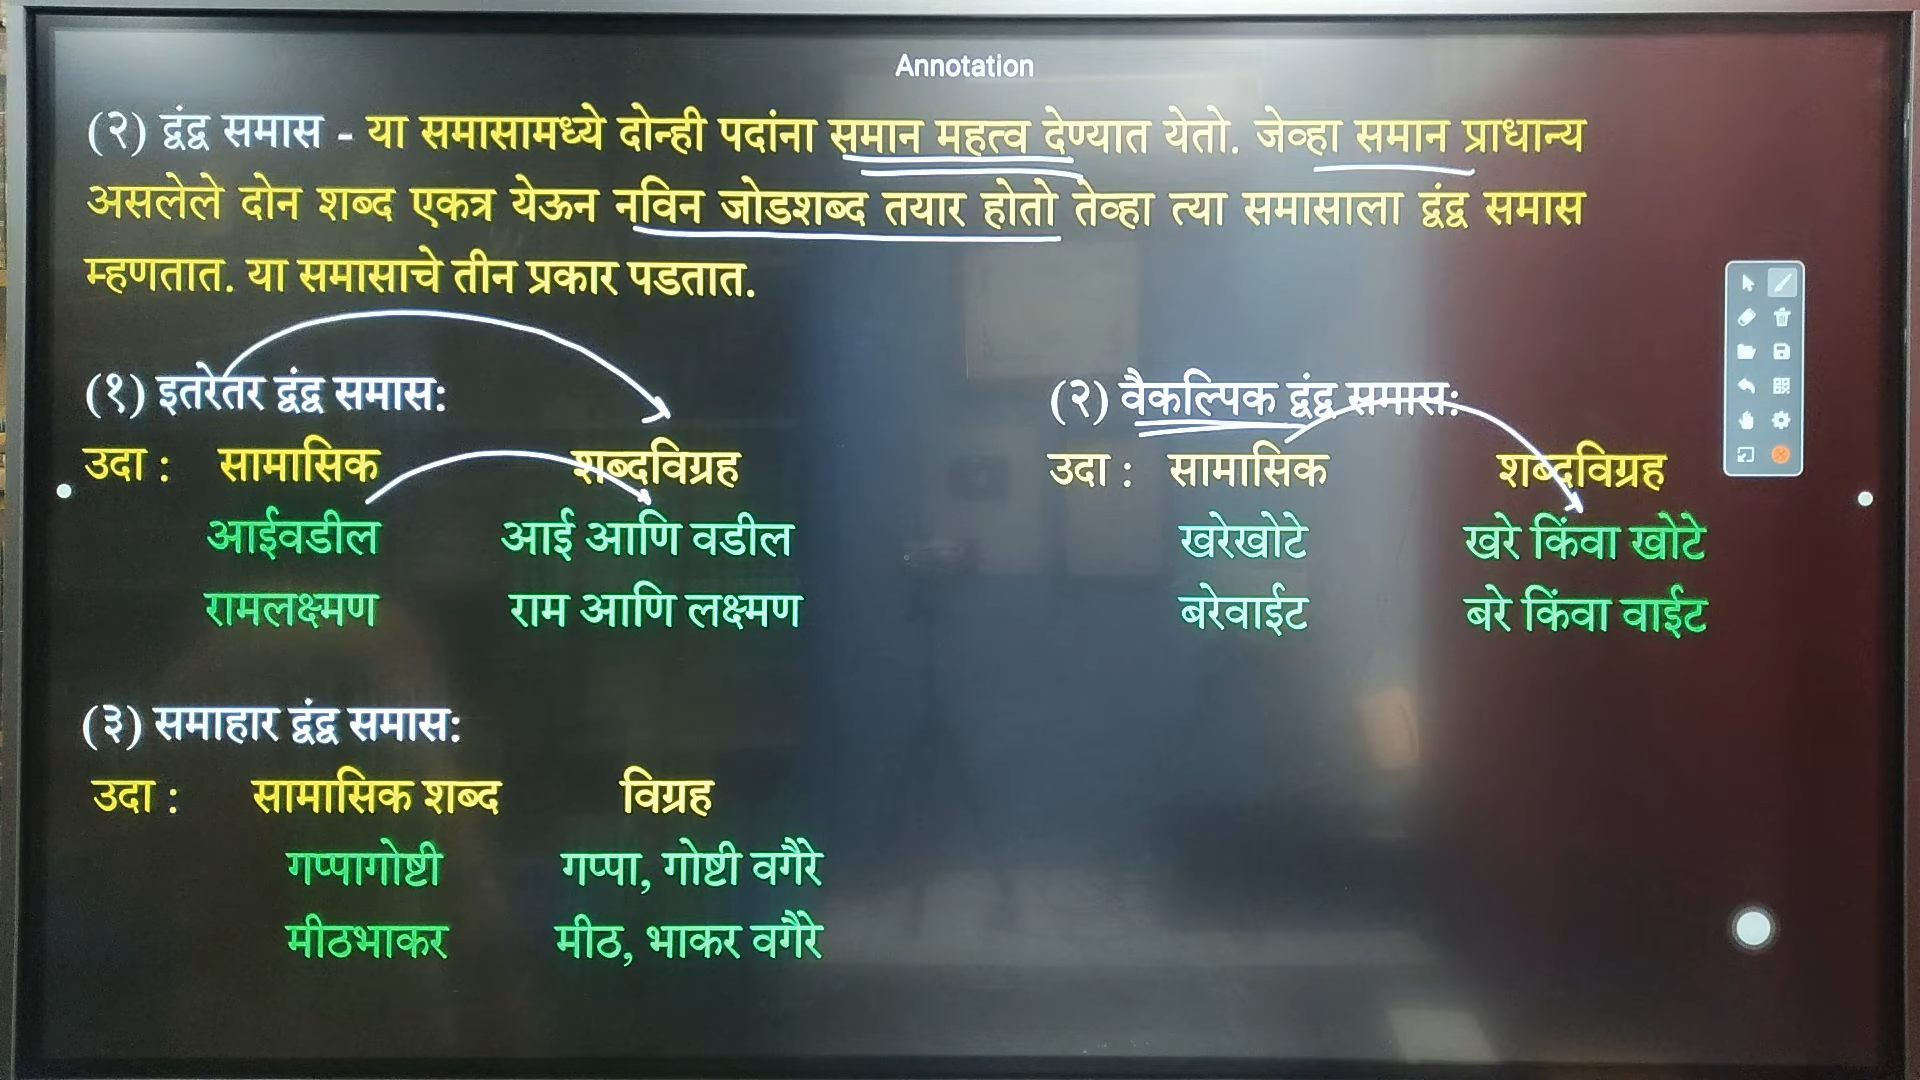 Annotation
(२) द्वंद्व समास - या समासामध्ये दोन्ही पदांना समान महत्व देण्यात येतो. जेव्हा समान प्राधान्य
असलेले दोन शब्द एकत्र येऊन नविन जोडशब्द तयार होतो तेव्हा त्या समासाला द्वंद्व समास
म्हणतात. या समासाचे तीन प्रकार पडतात.
(१) इतरेतर द्वंद्व समास:
उदा : सामासिक शब्दविग्रह
आईवडील आई आणि वडील
रामलक्ष्मण राम आणि लक्ष्मण
(२) वैकल्पिक द्वंद्व समास:
उदा : सामासिक शब्दविग्रह
खरेखोटे खरे किंवा खोटे
बरेवाईट बरे किंवा वाईट
(३) समाहार द्वंद्व समास:
उदा : सामासिक शब्द विग्रह
गप्पागोष्टी गप्पा, गोष्टी वगैरे
मीठभाकर मीठ, भाकर वगैरे